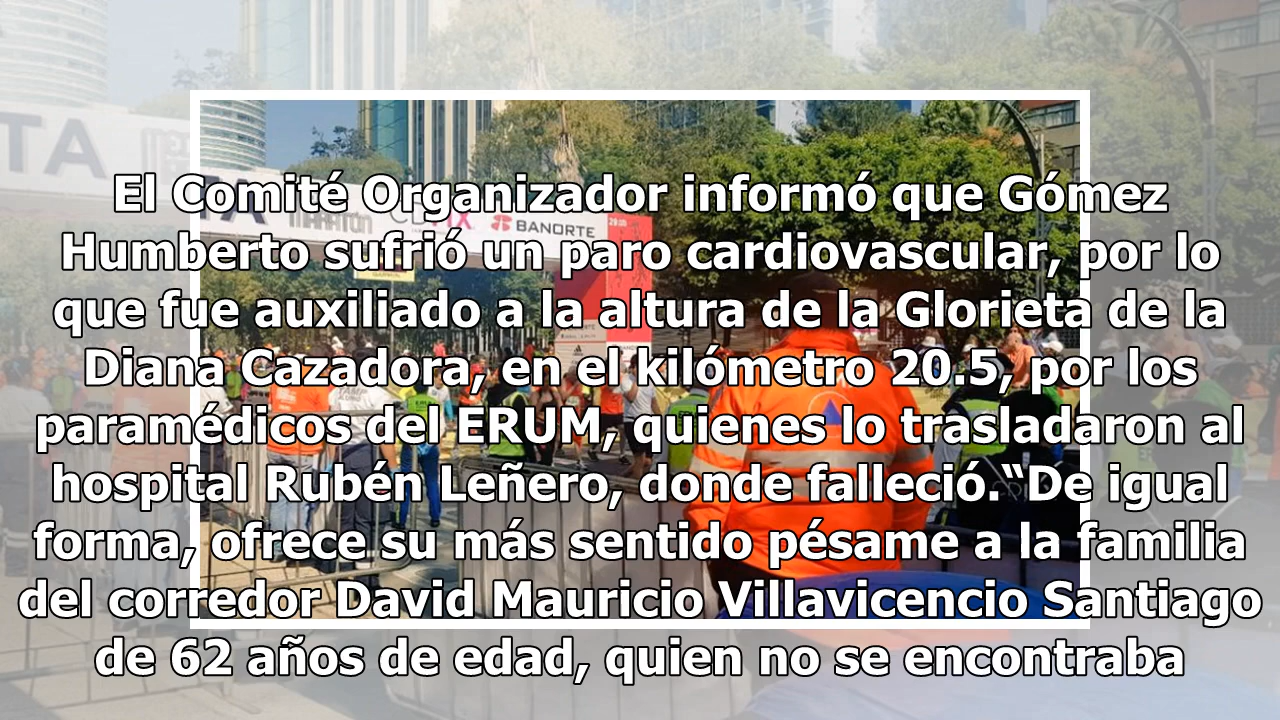 El Comité Organizador informó que Gómez
Humberto sufrió un paro cardiovascular, por lo
que fue auxiliado a la altura de la Glorieta de la
Diana Cazadora, en el kilómetro 20.5, por los
paramédicos del ERUM, quienes lo trasladaron al
hospital Rubén Leñero, donde falleció.“De igual
forma, ofrece su más sentido pésame a la familia
del corredor David Mauricio Villavicencio Santiago
de 62 años de edad, quien no se encontraba
TA
BANORTE